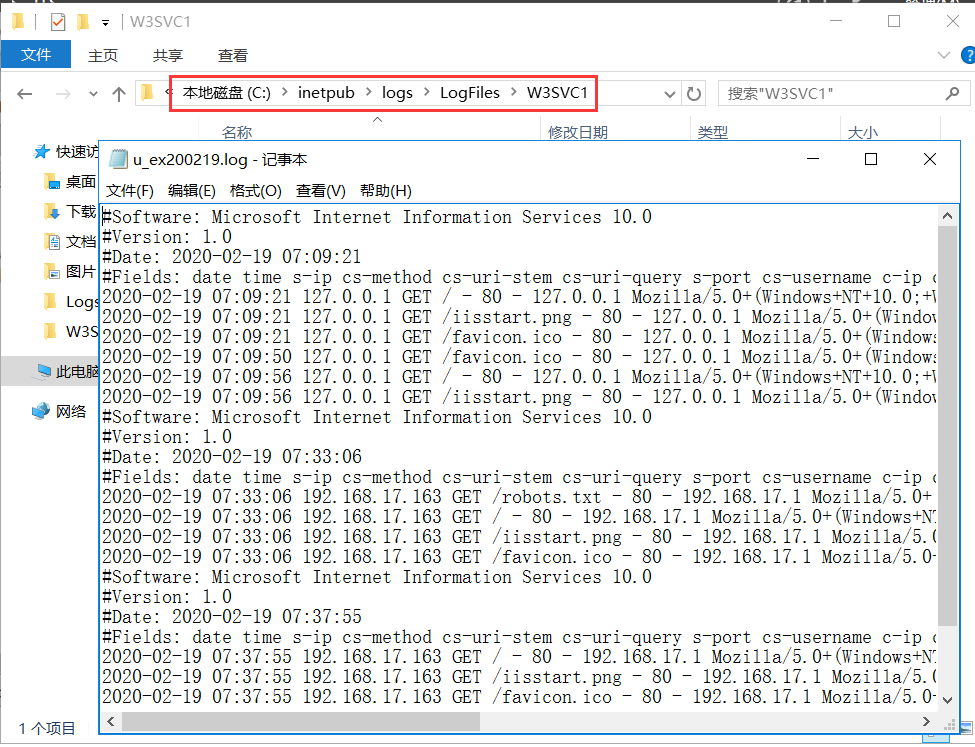 W3SVC1
文件 主页 共享 查看
本地磁盘 (C:) inetpub logs LogFiles W3SVC1 搜索"W3SVC1"
名称 修改日期 类型 大小
快速访
桌面
下载
文档
图片
Logs
W3S
此电脑
网络
1 个项目
u_ex200219.log - 记事本
文件(F) 编辑(E) 格式(O) 查看(V) 帮助(H)
#Software: Microsoft Internet Information Services 10.0
#Version: 1.0
#Date: 2020-02-19 07:09:21
#Fields: date time s-ip cs-method cs-uri-stem cs-uri-query s-port cs-username c-ip c
2020-02-19 07:09:21 127.0.0.1 GET / - 80 - 127.0.0.1 Mozilla/5.0+(Windows+NT+10.0;+W
2020-02-19 07:09:21 127.0.0.1 GET /iisstart.png - 80 - 127.0.0.1 Mozilla/5.0+(Window
2020-02-19 07:09:21 127.0.0.1 GET /favicon.ico - 80 - 127.0.0.1 Mozilla/5.0+(Windows
2020-02-19 07:09:50 127.0.0.1 GET /favicon.ico - 80 - 127.0.0.1 Mozilla/5.0+(Windows
2020-02-19 07:09:56 127.0.0.1 GET / - 80 - 127.0.0.1 Mozilla/5.0+(Windows+NT+10.0;+W
2020-02-19 07:09:56 127.0.0.1 GET /iisstart.png - 80 - 127.0.0.1 Mozilla/5.0+(Window
#Software: Microsoft Internet Information Services 10.0
#Version: 1.0
#Date: 2020-02-19 07:33:06
#Fields: date time s-ip cs-method cs-uri-stem cs-uri-query s-port cs-username c-ip c
2020-02-19 07:33:06 192.168.17.163 GET /robots.txt - 80 - 192.168.17.1 Mozilla/5.0+
2020-02-19 07:33:06 192.168.17.163 GET / - 80 - 192.168.17.1 Mozilla/5.0+(Windows+NT
2020-02-19 07:33:06 192.168.17.163 GET /iisstart.png - 80 - 192.168.17.1 Mozilla/5.0
2020-02-19 07:33:06 192.168.17.163 GET /favicon.ico - 80 - 192.168.17.1 Mozilla/5.0+
#Software: Microsoft Internet Information Services 10.0
#Version: 1.0
#Date: 2020-02-19 07:37:55
#Fields: date time s-ip cs-method cs-uri-stem cs-uri-query s-port cs-username c-ip c
2020-02-19 07:37:55 192.168.17.163 GET / - 80 - 192.168.17.1 Mozilla/5.0+(Windows+NT
2020-02-19 07:37:55 192.168.17.163 GET /iisstart.png - 80 - 192.168.17.1 Mozilla/5.0
2020-02-19 07:37:55 192.168.17.163 GET /favicon.ico - 80 - 192.168.17.1 Mozilla/5.0+